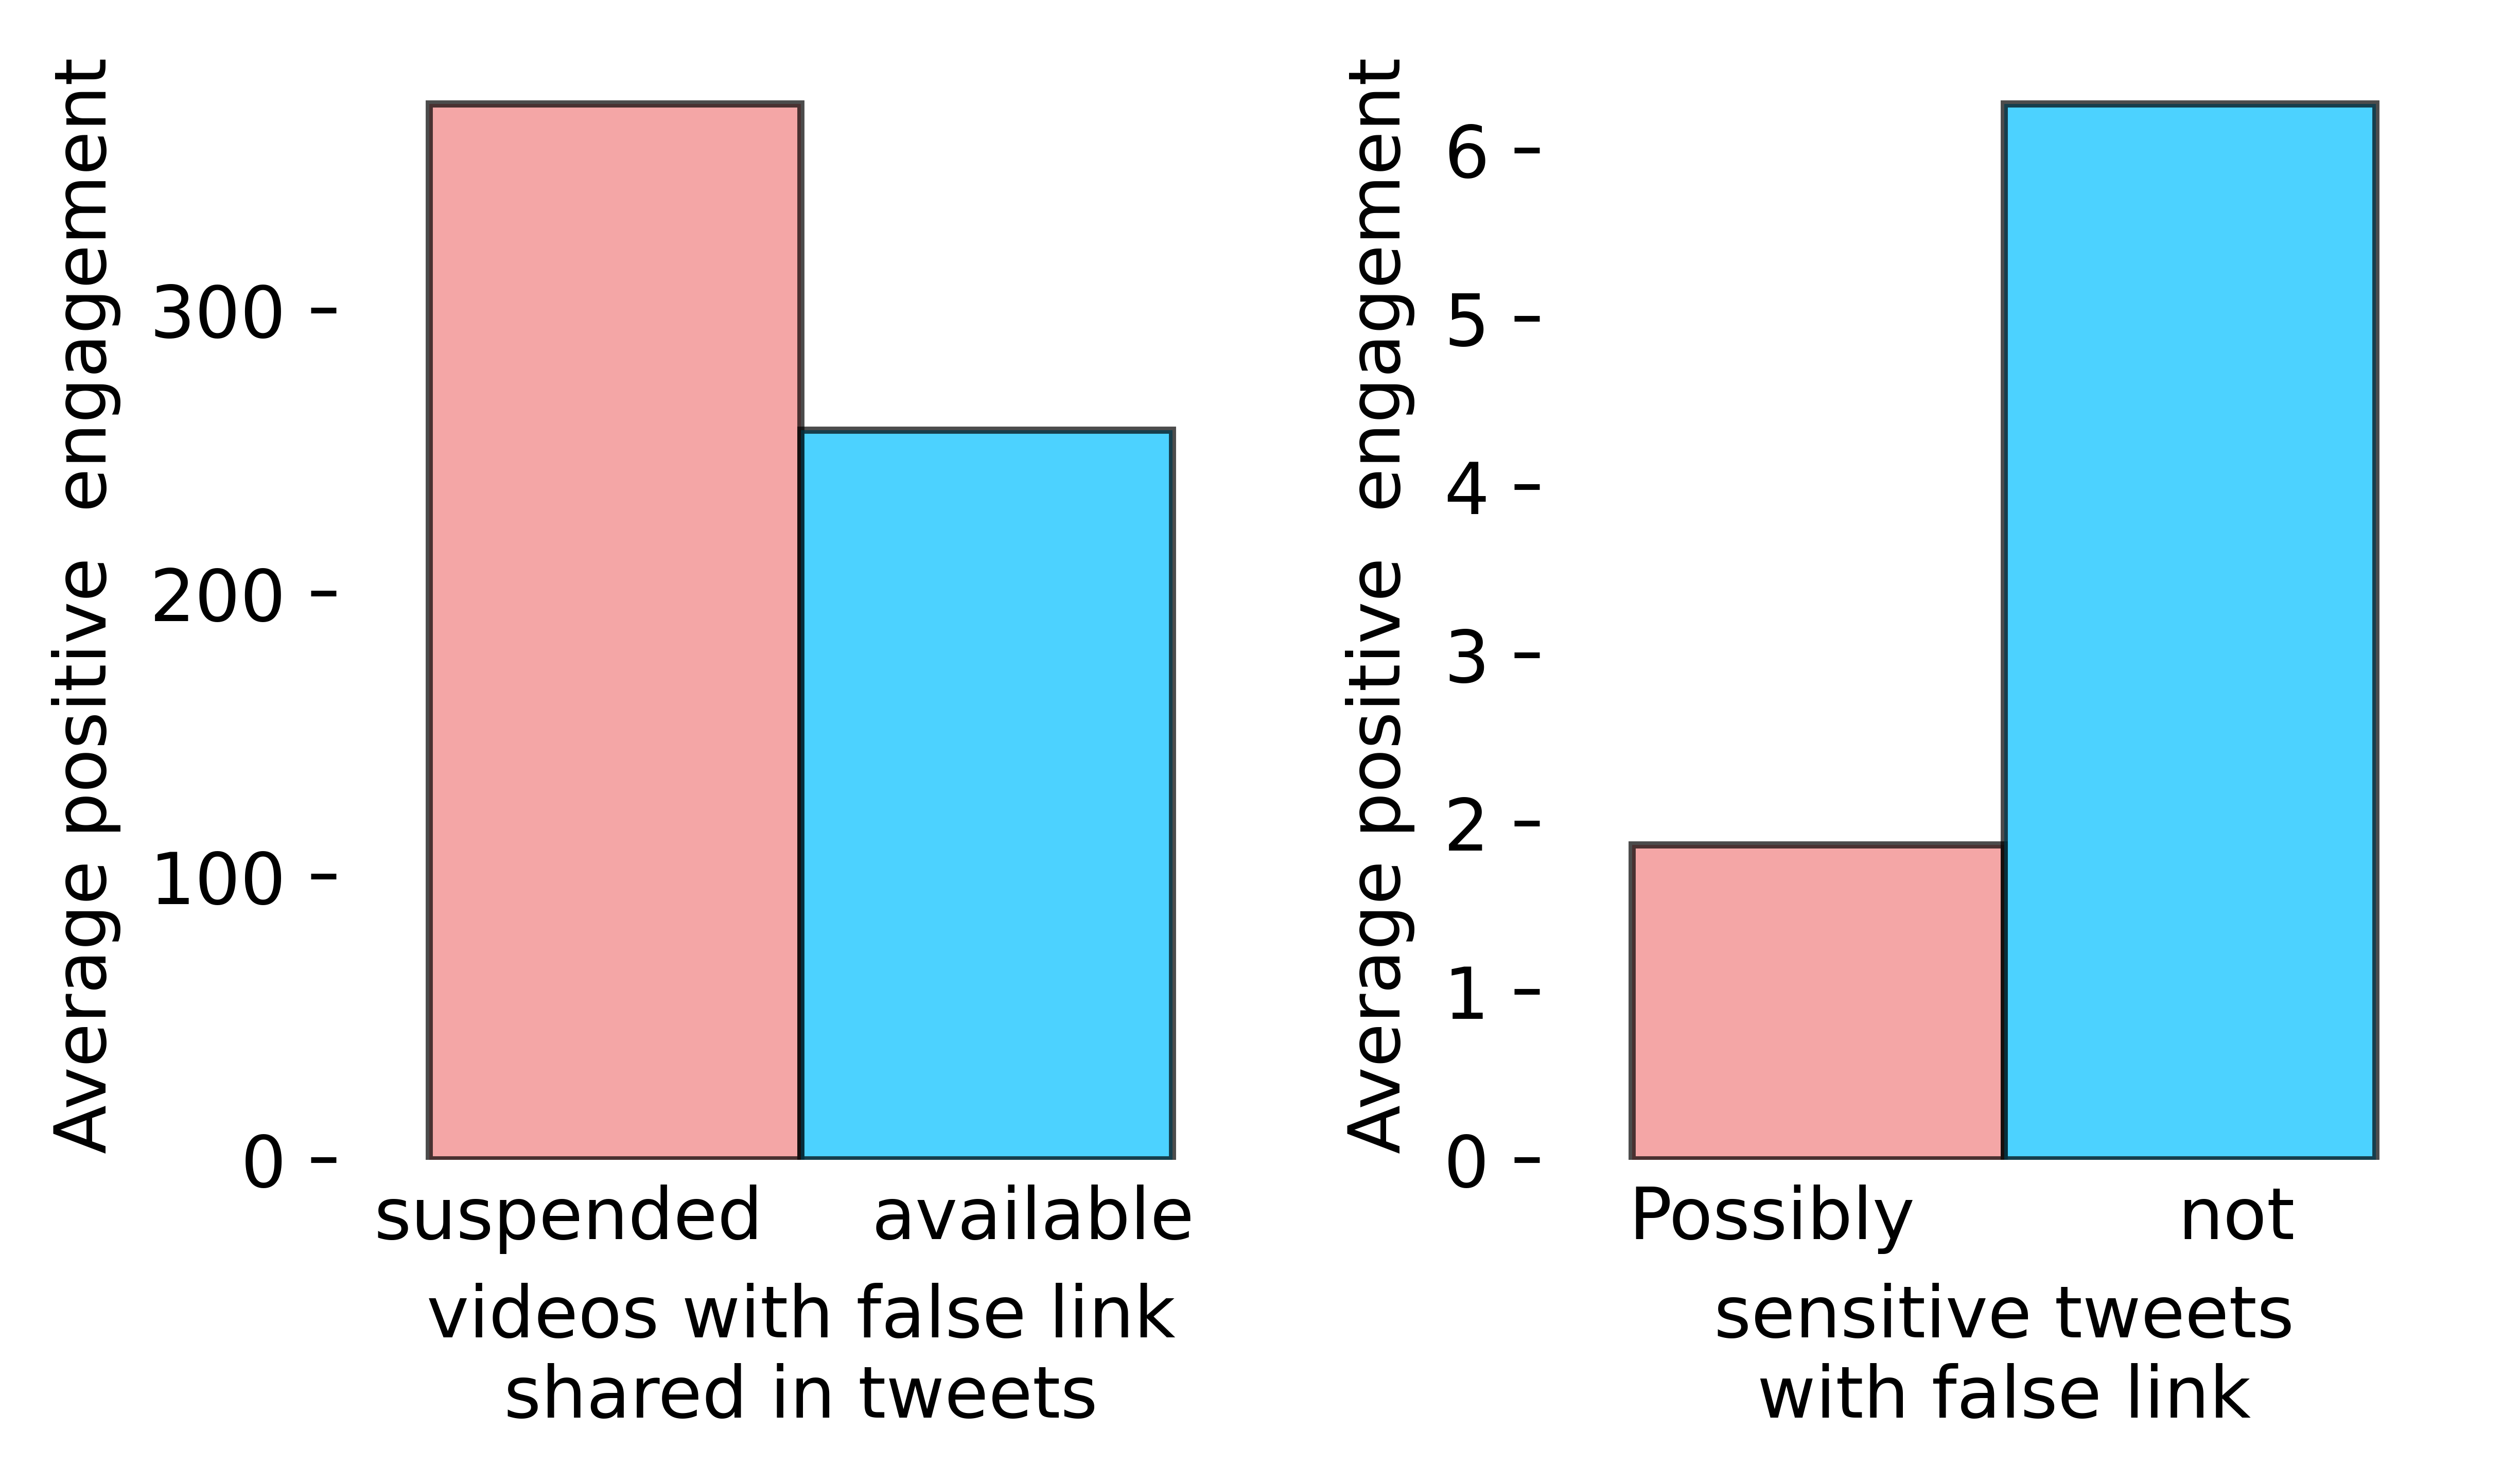 Average positive  engagement
300
200
100
0
suspended
available
videos with false link
shared in tweets
Average positive  engagement
6
5
4
3
2
1
0
Possibly
not
sensitive tweets
with false link